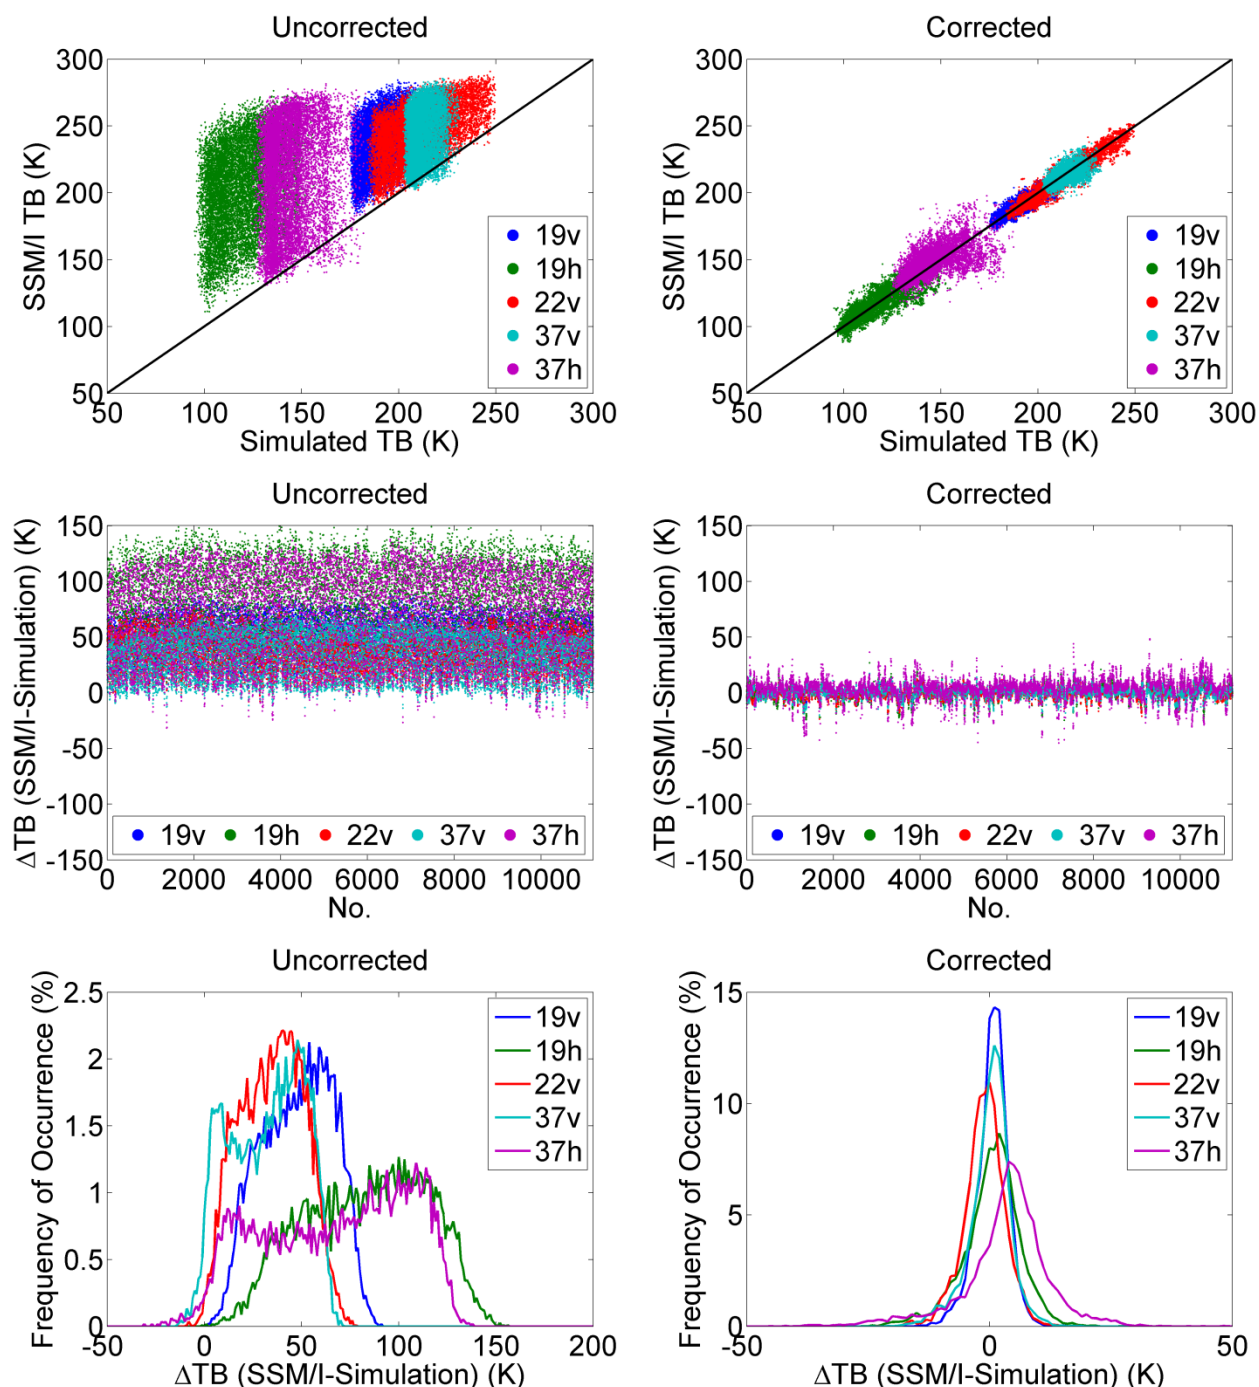 Uncorrected
SSM/I TB (K)
300
250
200
150
100
50
50
100
150
200
250
300
Simulated TB (K)
19v
19h
22v
37v
37h
Corrected
SSM/I TB (K)
300
250
200
150
100
50
50
100
150
200
250
300
Simulated TB (K)
19v
19h
22v
37v
37h
Uncorrected
ΔTB (SSM/I-Simulation) (K)
150
100
50
0
-50
-100
-150
19v 19h 22v 37v 37h
0 2000 4000 6000 8000 10000
No.
Corrected
ΔTB (SSM/I-Simulation) (K)
150
100
50
0
-50
-100
-150
19v 19h 22v 37v 37h
0 2000 4000 6000 8000 10000
No.
Uncorrected
Frequency of Occurrence (%)
2.5
2
1.5
1
0.5
0
19v
19h
22v
37v
37h
-50 0 50 100 150 200
ΔTB (SSM/I-Simulation) (K)
Corrected
Frequency of Occurrence (%)
15
10
5
0
19v
19h
22v
37v
37h
-50 0 50
ΔTB (SSM/I-Simulation) (K)